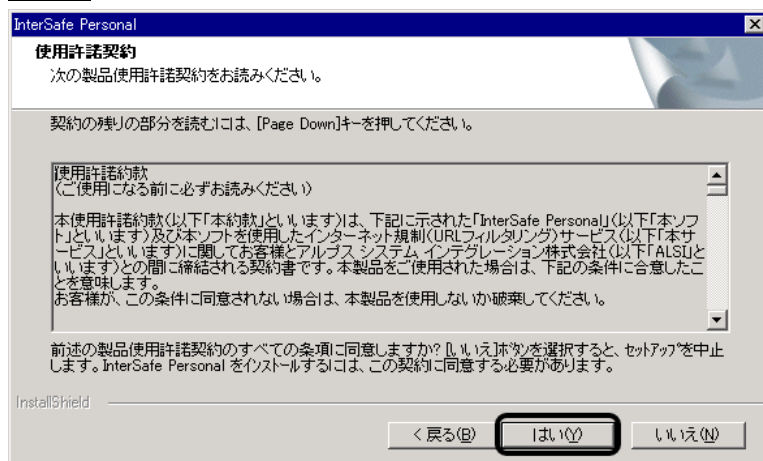 InterSafe Personal
使用許諾契約
次の製品使用許諾契約をお読みください。
契約の残りの部分を読むには、[Page Down]キーを押してください。
使用許諾約款
(ご使用になる前に必ずお読みください)
本使用許諾約款(以下「本約款」といいます)は、下記に示された「InterSafe Personal」(以下「本ソフ
ト」といいます)及び本ソフトを使用したインターネット規制(URLフィルタリング)サービス(以下「本サ
ービス」といいます)に関してお客様とアルプス システム インテグレーション株式会社(以下「ALSI」と
いいます)との間に締結される契約書です。本製品をご使用された場合は、下記の条件に合意したこ
とを意味します。
お客様が、この条件に同意されない場合は、本製品を使用しないか破棄してください。
前述の製品使用許諾契約のすべての条項に同意しますか? [いいえ]ボタンを選択すると、セットアップを中止
します。InterSafe Personal をインストールするには、この契約に同意する必要があります。
InstallShield
< 戻る(B)
はい(Y)
いいえ(N)